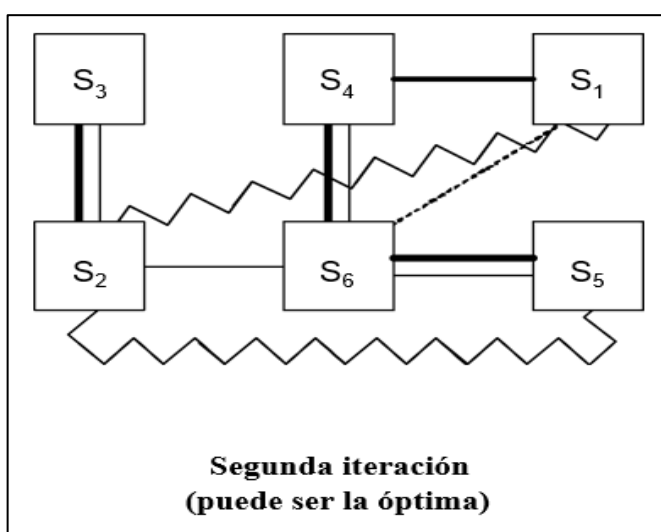 S₃ S₄ S₁
S₂ S₆ S₅
Segunda iteración
(puede ser la óptima)